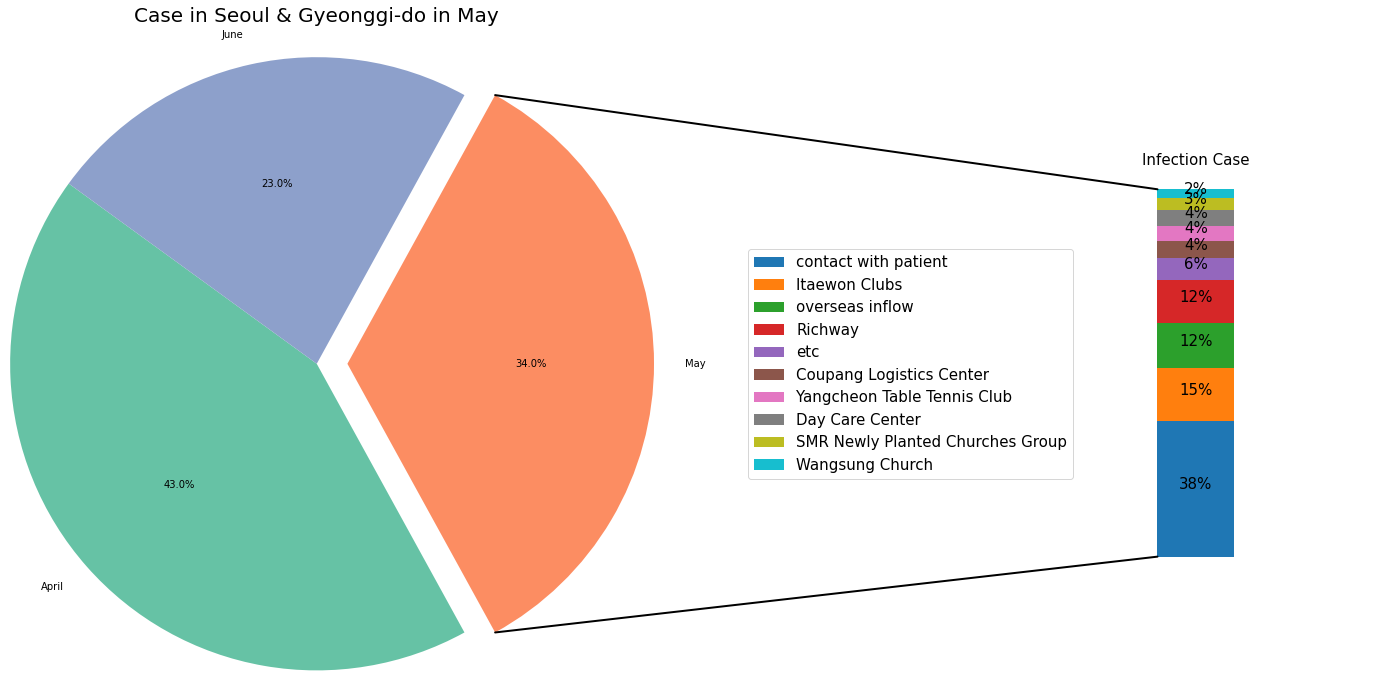 Case in Seoul & Gyeonggi-do in May
June
23.0%
34.0%
May
43.0%
April
contact with patient
Itaewon Clubs
overseas inflow
Richway
etc
Coupang Logistics Center
Yangcheon Table Tennis Club
Day Care Center
SMR Newly Planted Churches Group
Wangsung Church
Infection Case
2%
3%
4%
4%
4%
6%
12%
12%
15%
38%